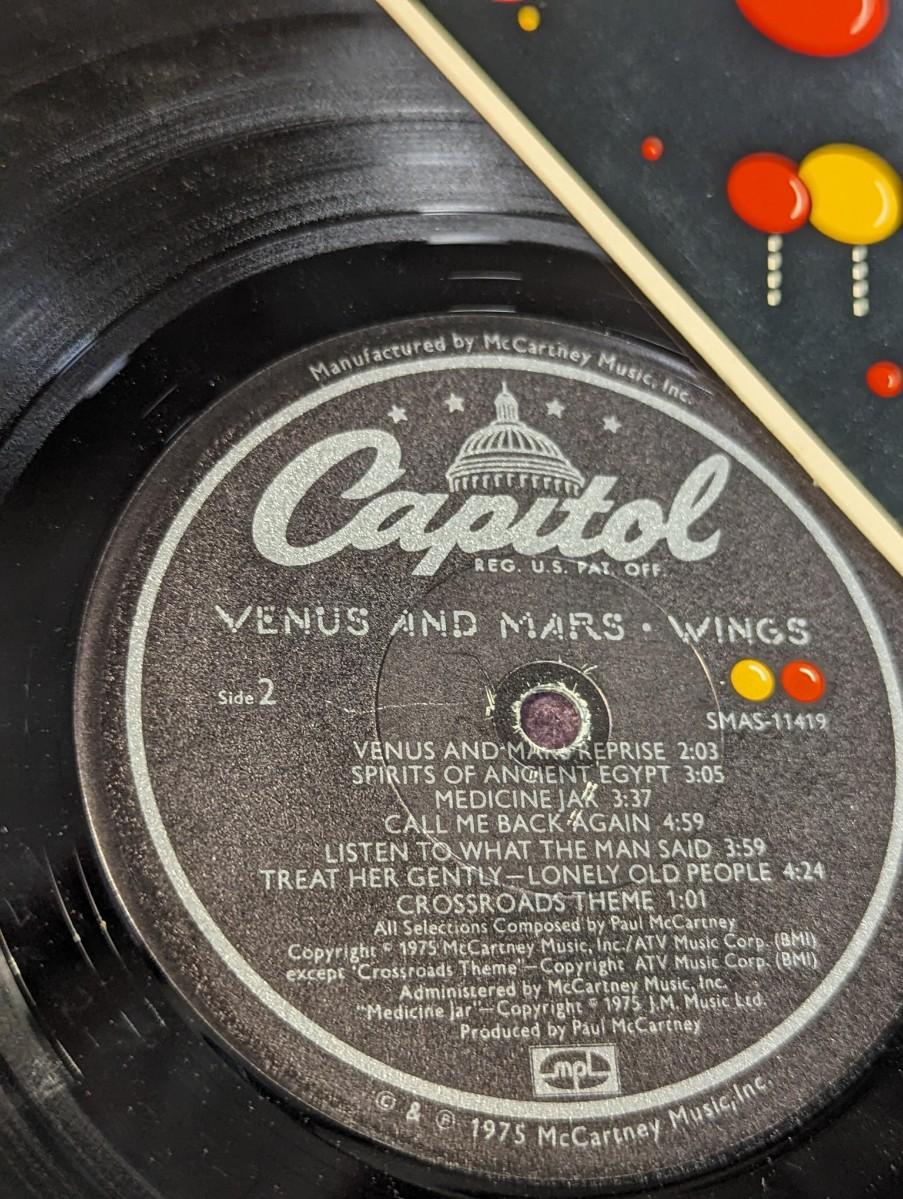 Manufactured by McCartney Music, Inc.
Capitol
REG. U.S. PAT. OFF.
VENUS AND MARS · WINGS
Side 2
SMAS-11419
VENUS AND MARS REPRISE 2:03
SPIRITS OF ANCIENT EGYPT 3:05
MEDICINE JAR 3:37
CALL ME BACK AGAIN 4:59
LISTEN TO WHAT THE MAN SAID 3:59
TREAT HER GENTLY—LONELY OLD PEOPLE 4:24
CROSSROADS THEME 1:01
All Selections Composed by Paul McCartney
Copyright © 1975 McCartney Music, Inc./ATV Music Corp. (BMI)
except 'Crossroads Theme'—Copyright ATV Music Corp. (BMI)
Administered by McCartney Music, Inc.
"Medicine Jar"—Copyright © 1975 J.M. Music Ltd.
Produced by Paul McCartney
mpl
© & ℗ 1975 McCartney Music, Inc.